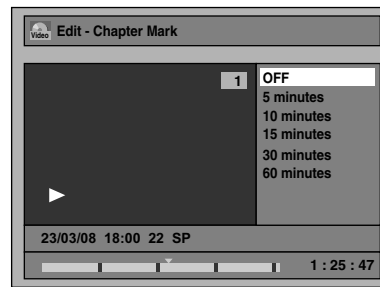 Video
Edit - Chapter Mark
1
OFF
5 minutes
10 minutes
15 minutes
30 minutes
60 minutes
23/03/08 18:00 22 SP
1 : 25 : 47